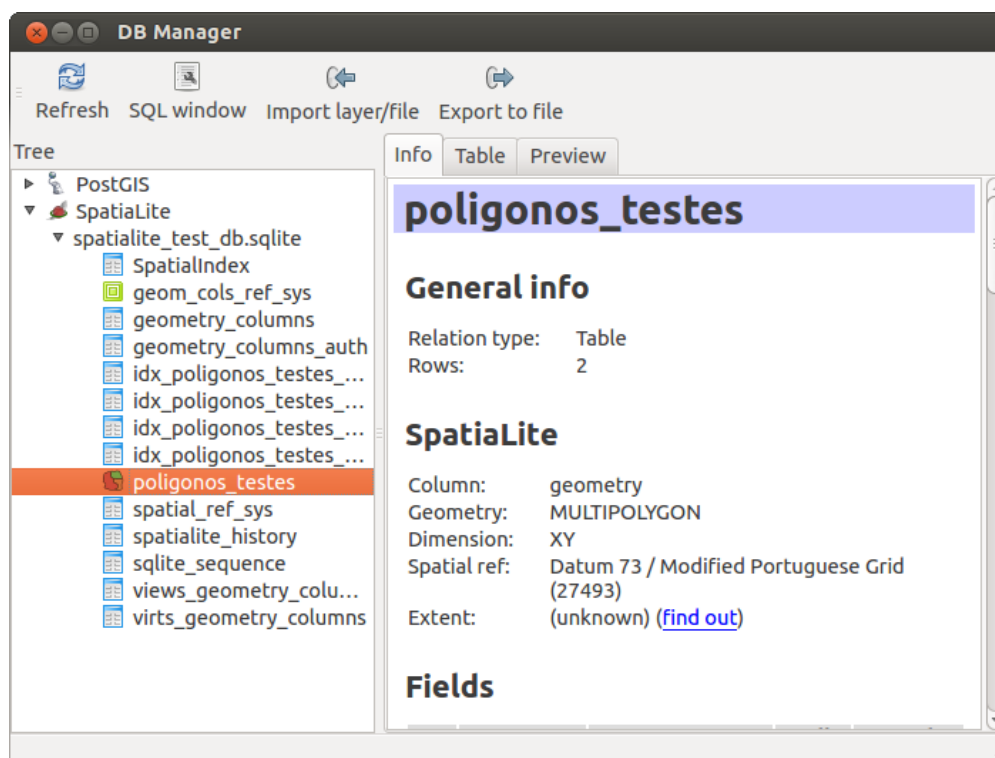 DB Manager
Refresh
SQL window
Import layer/file
Export to file
Tree
PostGIS
SpatiaLite
spatialite_test_db.sqlite
SpatialIndex
geom_cols_ref_sys
geometry_columns
geometry_columns_auth
idx_poligonos_testes_...
idx_poligonos_testes_...
idx_poligonos_testes_...
idx_poligonos_testes_...
poligonos_testes
spatial_ref_sys
spatialite_history
sqlite_sequence
views_geometry_colu...
virts_geometry_columns
Info
Table
Preview
poligonos_testes
General info
Relation type: Table
Rows: 2
SpatiaLite
Column: geometry
Geometry: MULTIPOLYGON
Dimension: XY
Spatial ref: Datum 73 / Modified Portuguese Grid
(27493)
Extent: (unknown) (find out)
Fields